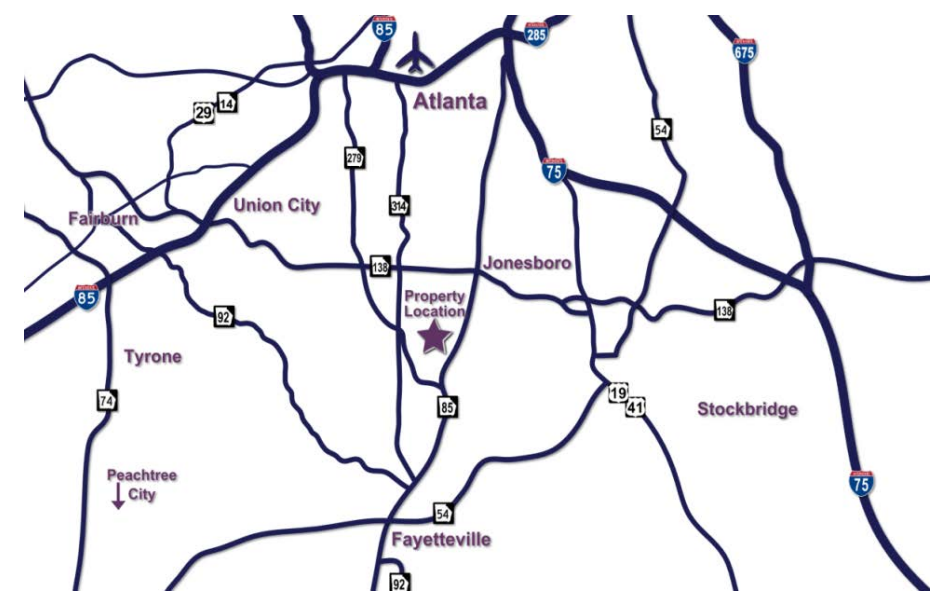 85
285
675
Atlanta
29
14
54
279
75
314
Union City
Fairburn
138
Jonesboro
85
Property
Location
92
138
Tyrone
74
85
19
41
Stockbridge
Peachtree
City
75
54
Fayetteville
92